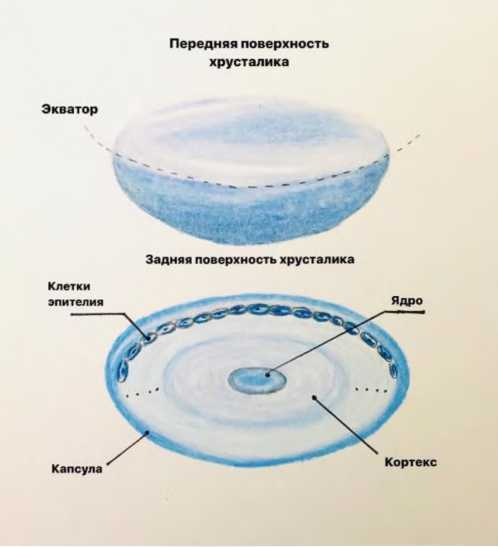 Передняя поверхность
хрусталика
Экватор
Задняя поверхность хрусталика
Клетки
эпителия
Ядро
Капсула
Кортекс